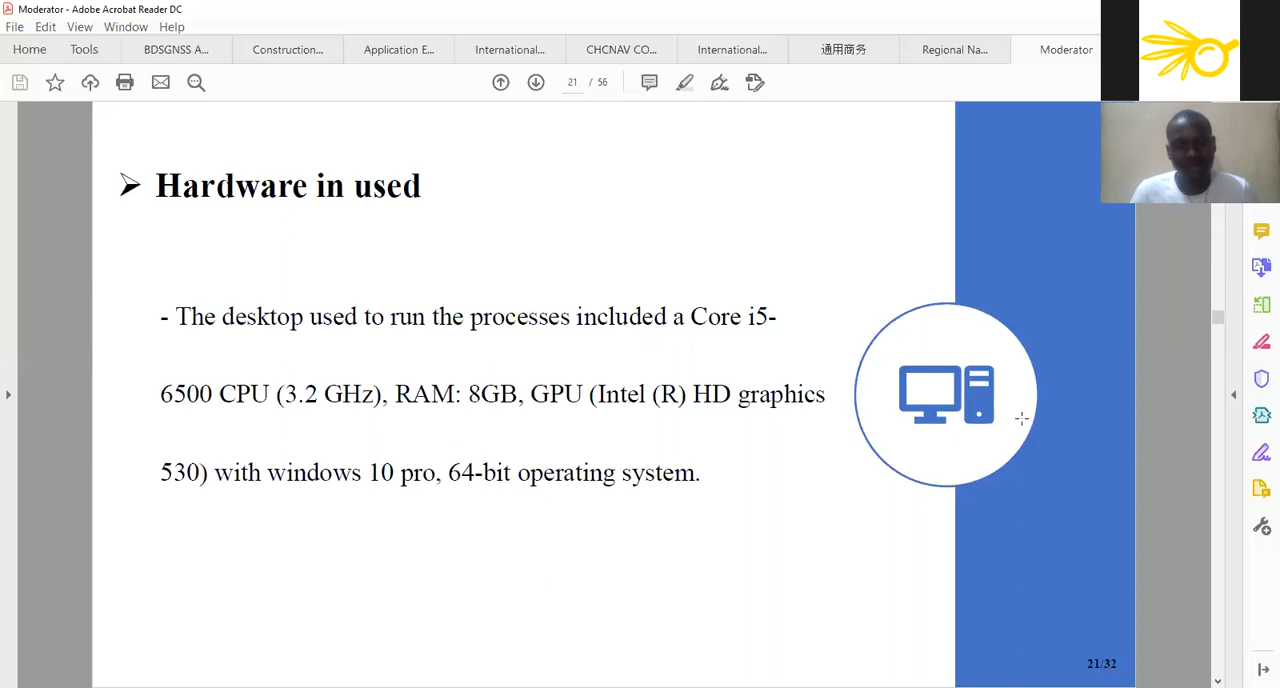 Moderator - Adobe Acrobat Reader DC
File Edit View Window Help
Home Tools BDSGNSS A... Construction... Application E... International... CHCNAV CO... International... 通用商务 Regional Na... Moderator
21 / 56
➢ Hardware in used
- The desktop used to run the processes included a Core i5-
6500 CPU (3.2 GHz), RAM: 8GB, GPU (Intel (R) HD graphics
530) with windows 10 pro, 64-bit operating system.
21/32